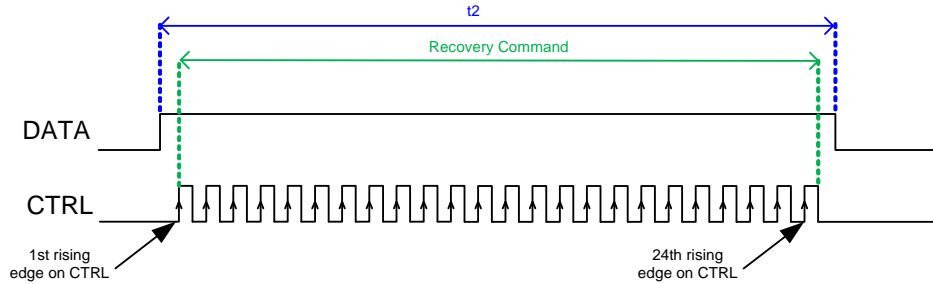 t2
Recovery Command
DATA
CTRL
1st rising
edge on CTRL
24th rising
edge on CTRL